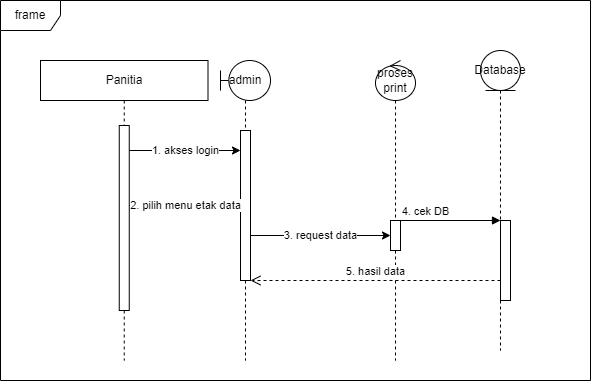 frame
Panitia
admin
proses
print
Database
1. akses login
2. pilih menu etak data
3. request data
4. cek DB
5. hasil data